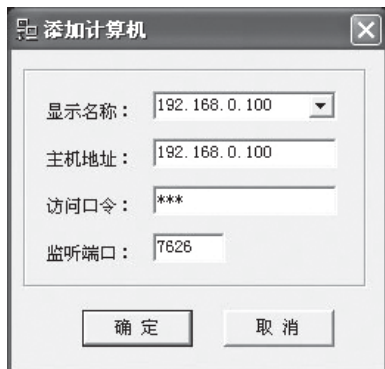 添加计算机
显示名称： 192.168.0.100
主机地址： 192.168.0.100
访问口令： ***
监听端口： 7626
确 定 取 消